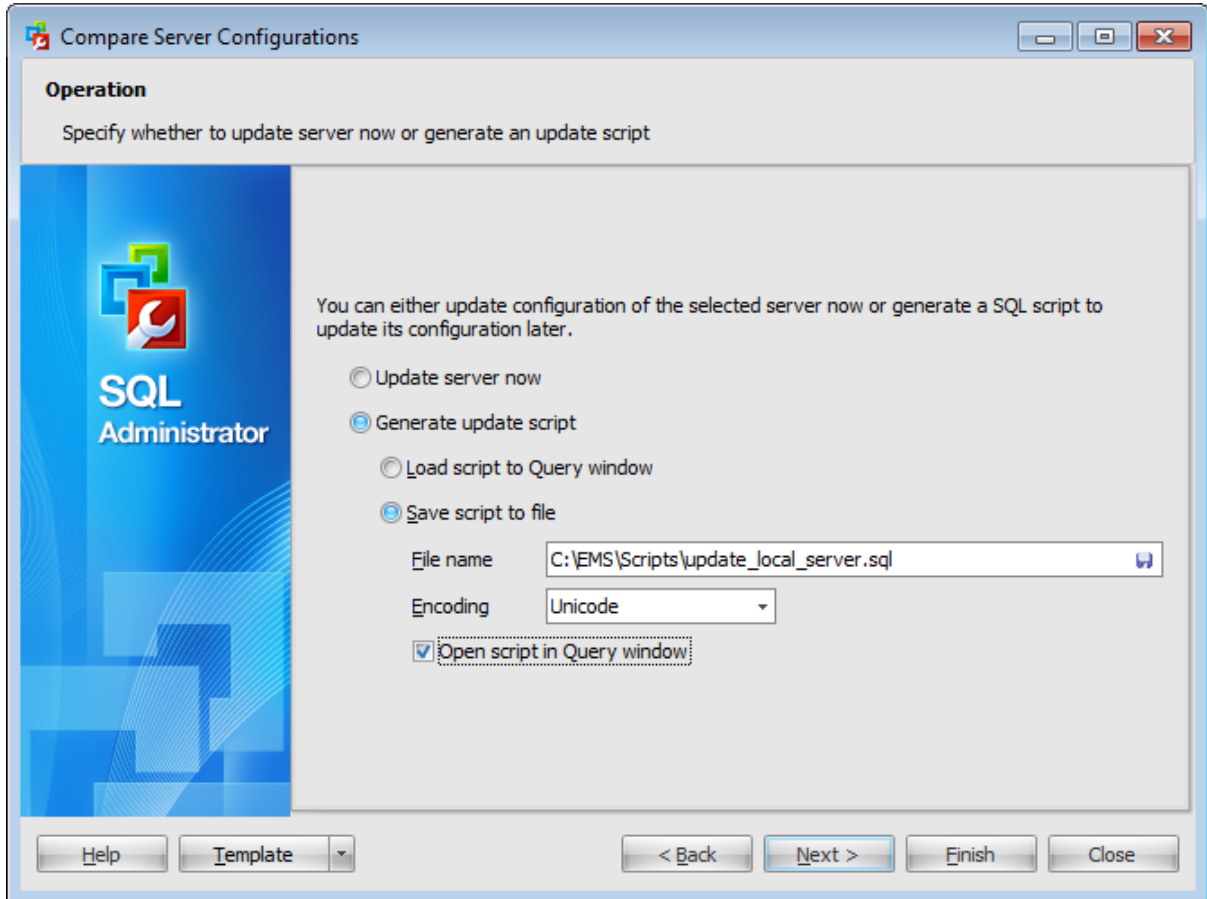 Compare Server Configurations
Operation
Specify whether to update server now or generate an update script
SQL
Administrator
You can either update configuration of the selected server now or generate a SQL script to
update its configuration later.
Update server now
Generate update script
Load script to Query window
Save script to file
File name C:\EMS\Scripts\update_local_server.sql
Encoding Unicode
Open script in Query window
Help Template < Back Next > Finish Close